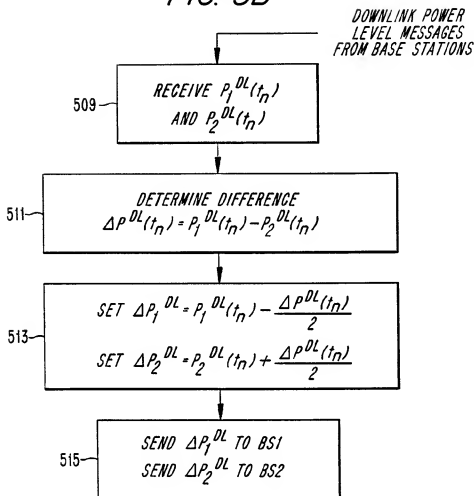 FIG.
DOWNLINK POWER
LEVEL MESSAGES
FROM BASE STATIONS
509
RECEIVE P₁ᴰᴸ(tₙ)
AND P₂ᴰᴸ(tₙ)
511
DETERMINE DIFFERENCE
ΔPᴰᴸ(tₙ) = P₁ᴰᴸ(tₙ) – P₂ᴰᴸ(tₙ)
513
SET ΔP₁ᴰᴸ = P₁ᴰᴸ(tₙ) – ΔPᴰᴸ(tₙ)/2
SET ΔP₂ᴰᴸ = P₂ᴰᴸ(tₙ) + ΔPᴰᴸ(tₙ)/2
515
SEND ΔP₁ᴰᴸ TO BS1
SEND ΔP₂ᴰᴸ TO BS2